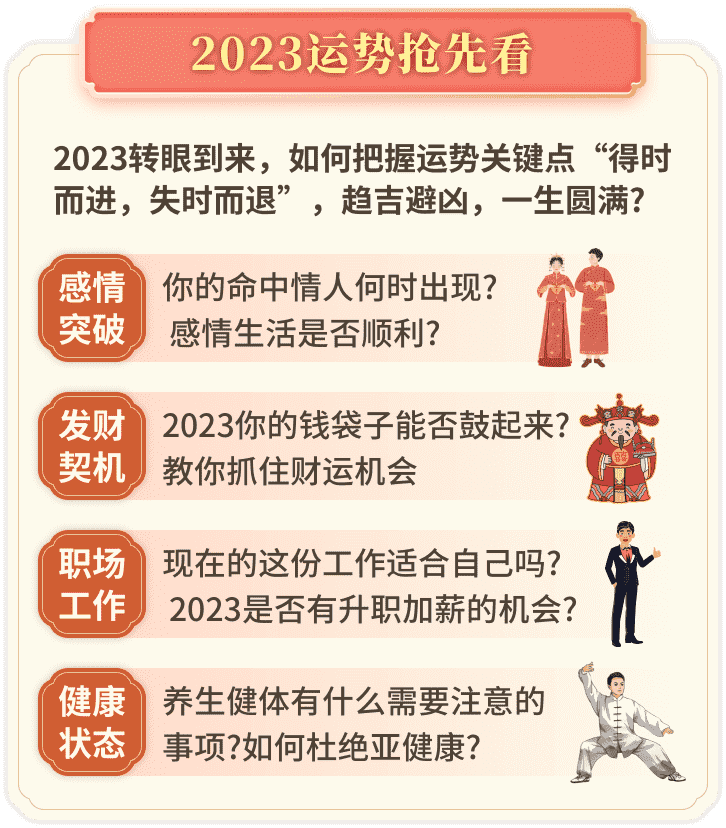 2023运势抢先看
2023转眼到来，如何把握运势关键点“得时
而进，失时而退”，趋吉避凶，一生圆满?
感情
突破
你的命中情人何时出现?
感情生活是否顺利?
发财
契机
2023你的钱袋子能否鼓起来?
教你抓住财运机会
职场
工作
现在的这份工作适合自己吗?
2023是否有升职加薪的机会?
健康
状态
养生健体有什么需要注意的
事项?如何杜绝亚健康?